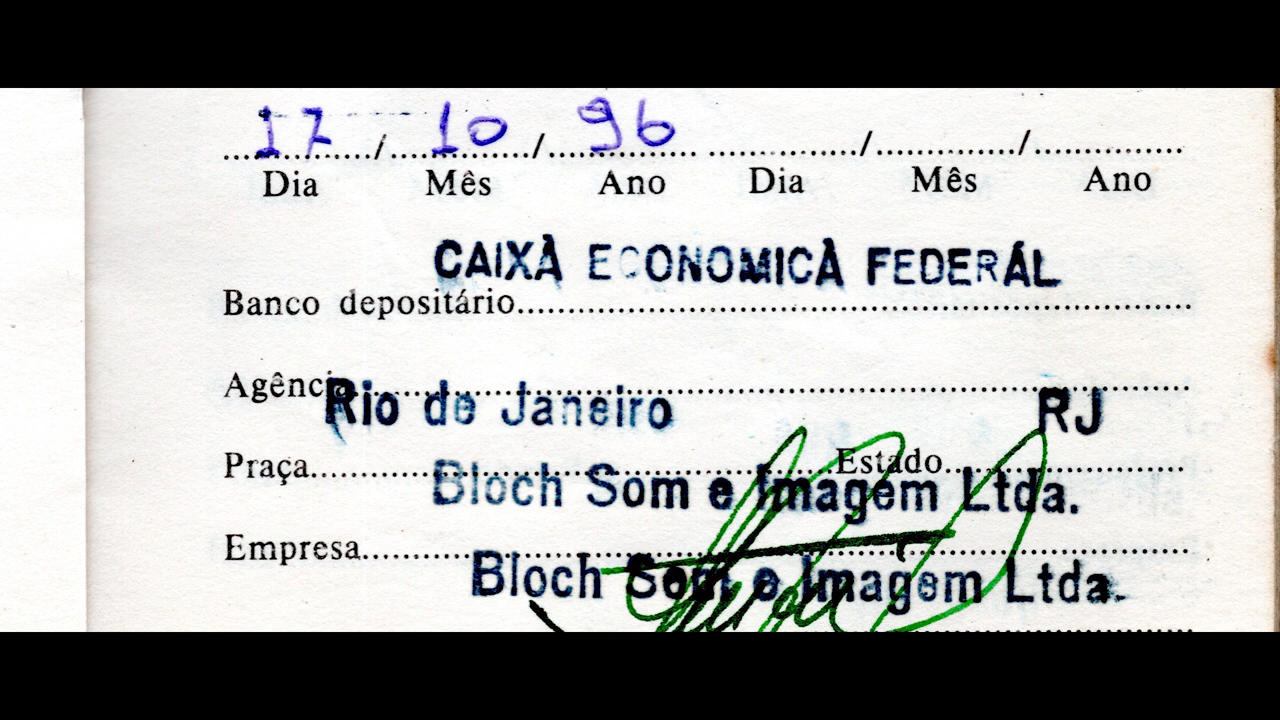 17 / 10 / 96 / /
Dia Mês Ano Dia Mês Ano
CAIXA ECONOMICA FEDERAL
Banco depositário
Agência
Rio de Janeiro RJ
Praça Estado
Bloch Som e Imagem Ltda.
Empresa
Bloch Som e Imagem Ltda.